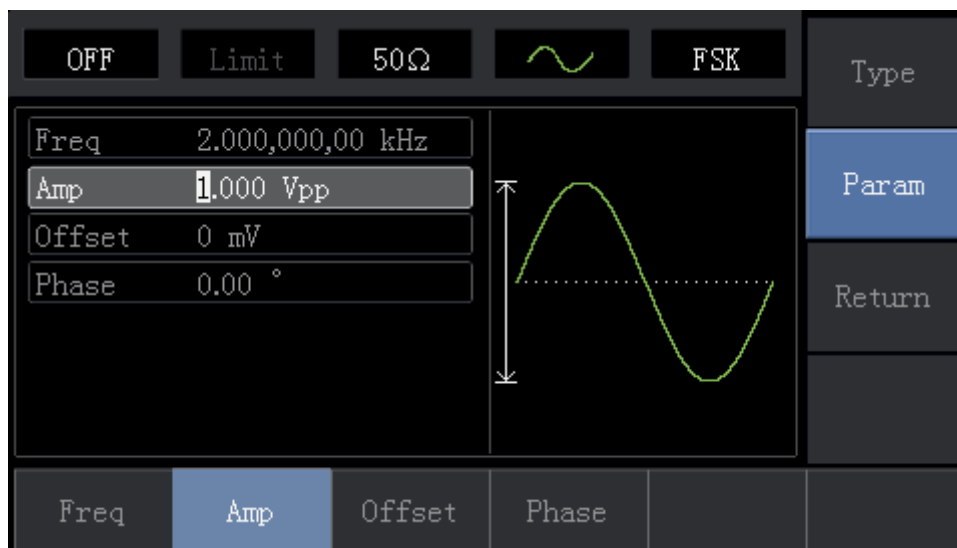 OFF Limit 50Ω FSK Type
Freq 2.000,000,00 kHz
Amp 1.000 Vpp
Param
Offset 0 mV
Phase 0.00 °
Return
Freq Amp Offset Phase